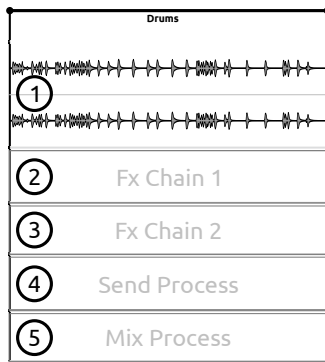 Drums
1
2 Fx Chain 1
3 Fx Chain 2
4 Send Process
5 Mix Process